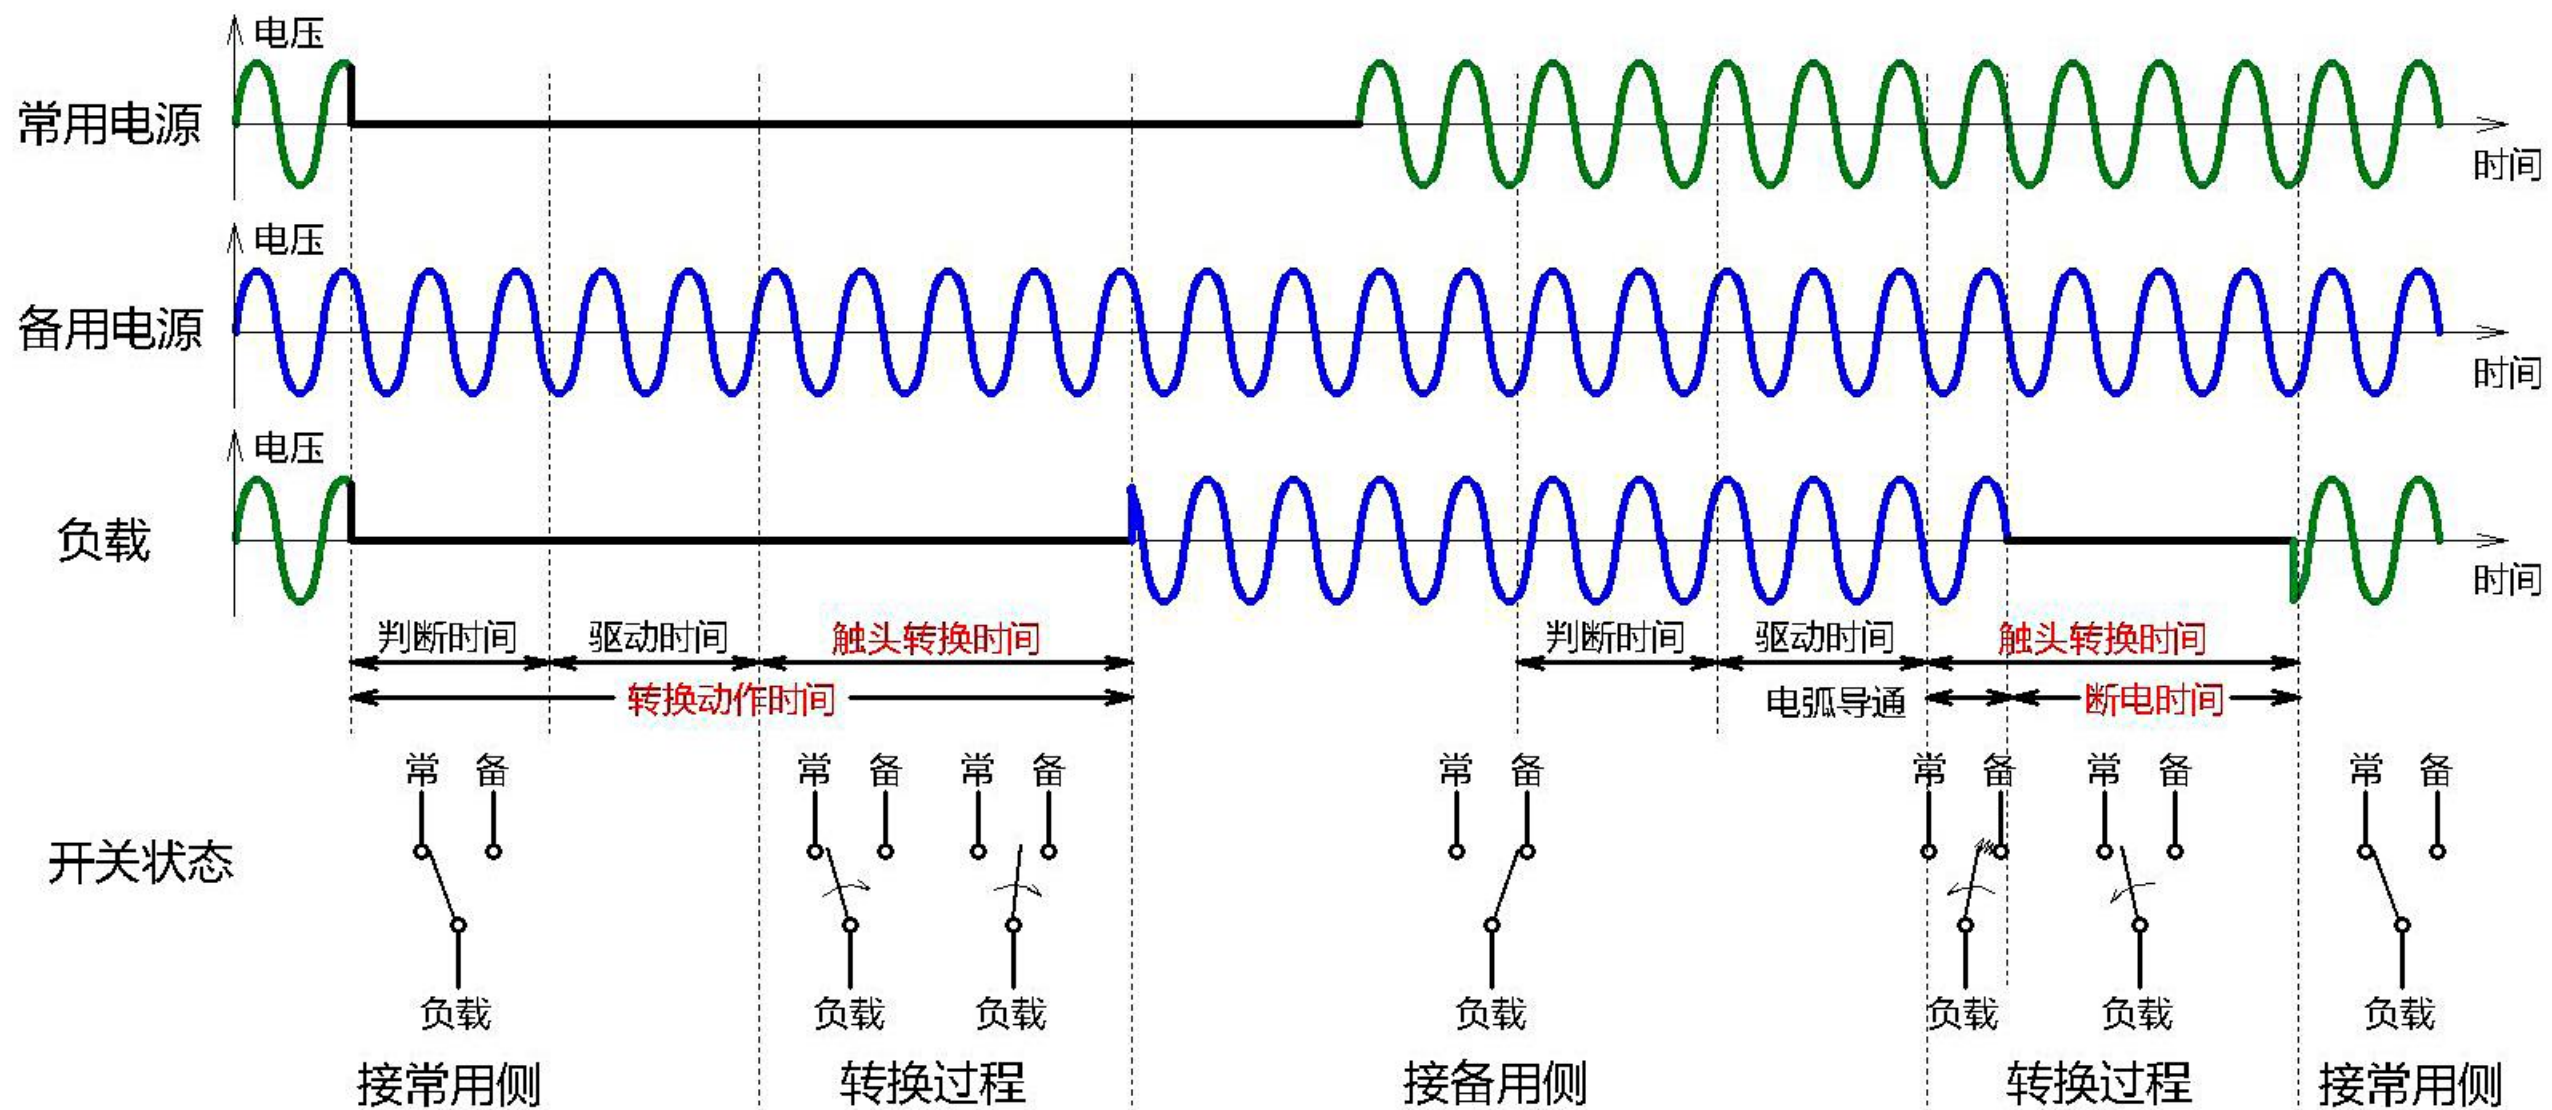 电压
常用电源
时间
电压
备用电源
时间
电压
负载
时间
判断时间 驱动时间 触头转换时间 判断时间 驱动时间 触头转换时间
转换动作时间 电弧导通 断电时间
常 备 常 备 常 备 常 备 常 备 常 备 常 备
开关状态
负载 负载 负载 负载 负载 负载 负载
接常用侧 转换过程 接备用侧 转换过程 接常用侧